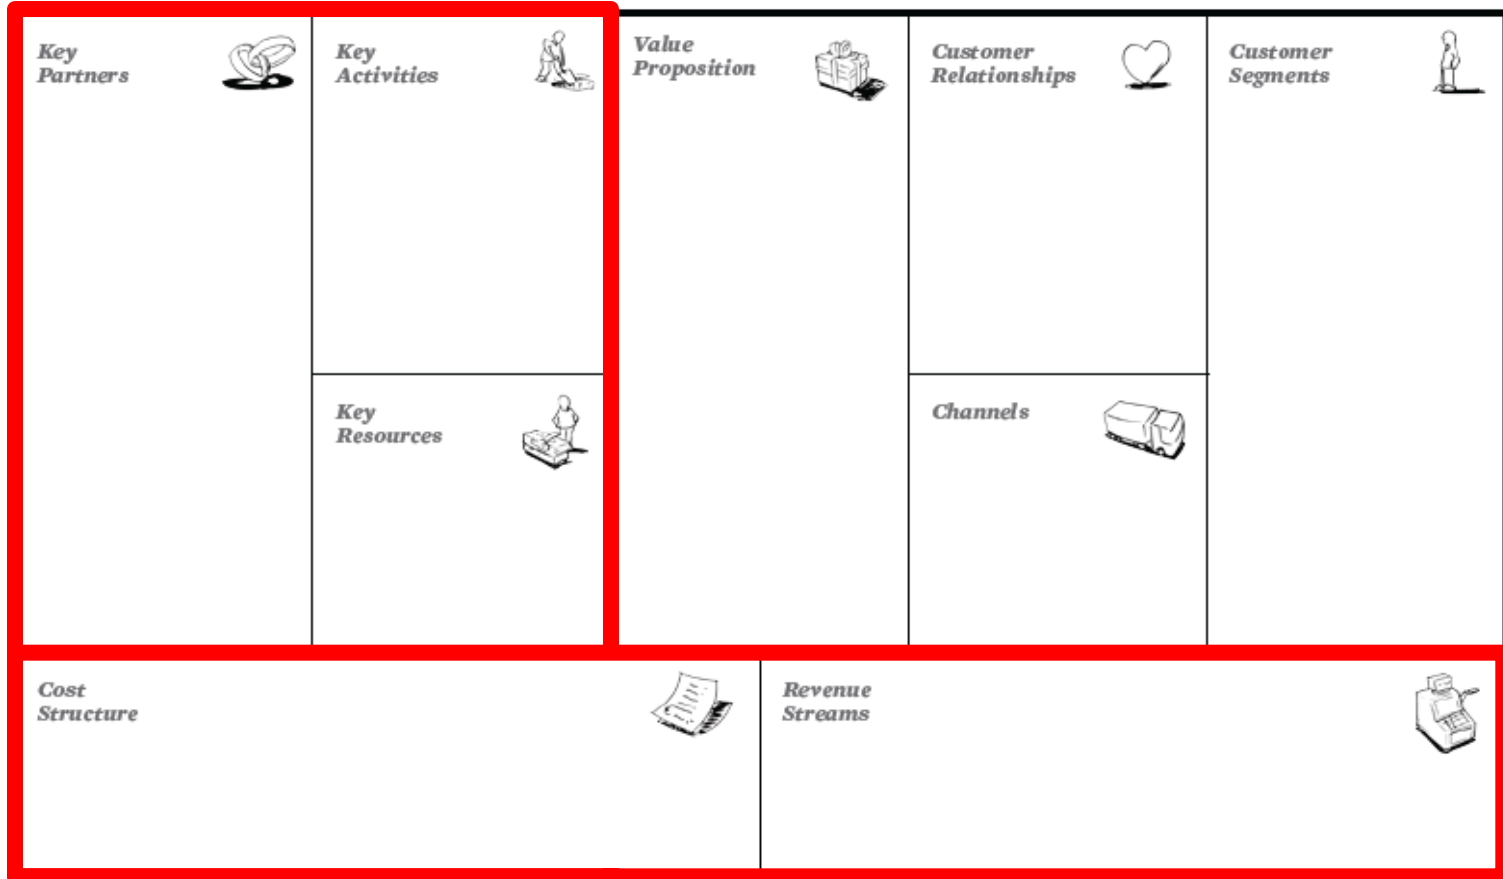 Key
Partners
Key
Activities
Key
Resources
Value
Proposition
Customer
Relationships
Channels
Customer
Segments
Cost
Structure
Revenue
Streams